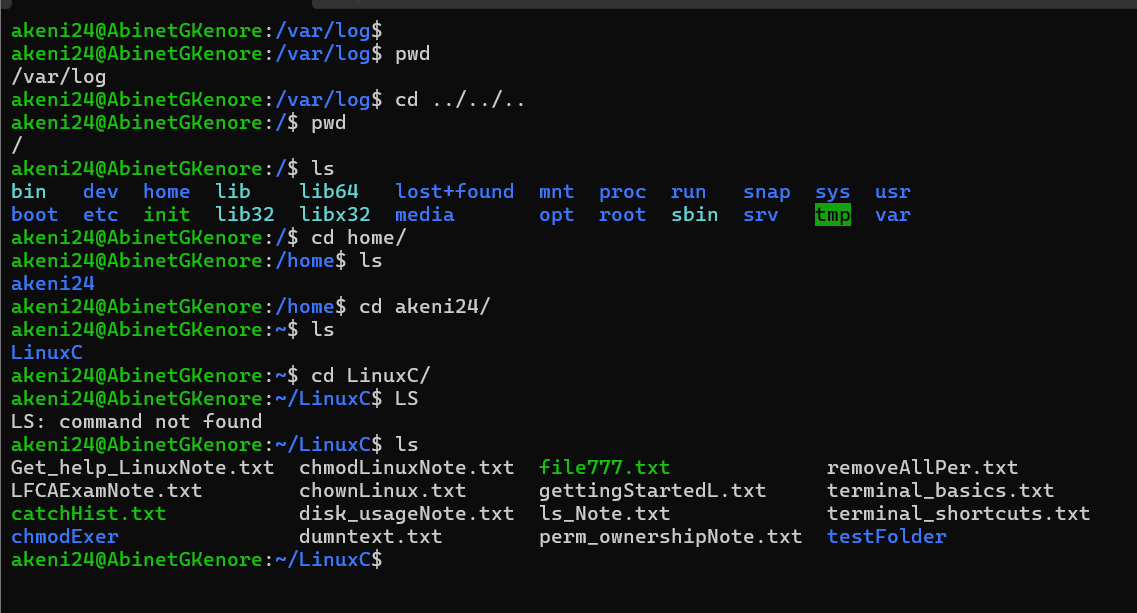 akeni24@AbinetGKenore:/var/log$
akeni24@AbinetGKenore:/var/log$ pwd
/var/log
akeni24@AbinetGKenore:/var/log$ cd ../../..
akeni24@AbinetGKenore:/$ pwd
/
akeni24@AbinetGKenore:/$ ls
bin   dev  home  lib    lib64   lost+found  mnt  proc  run   snap  sys  usr
boot  etc  init  lib32  libx32  media       opt  root  sbin  srv   tmp  var
akeni24@AbinetGKenore:/$ cd home/
akeni24@AbinetGKenore:/home$ ls
akeni24
akeni24@AbinetGKenore:/home$ cd akeni24/
akeni24@AbinetGKenore:~$ ls
LinuxC
akeni24@AbinetGKenore:~$ cd LinuxC/
akeni24@AbinetGKenore:~/LinuxC$ LS
LS: command not found
akeni24@AbinetGKenore:~/LinuxC$ ls
Get_help_LinuxNote.txt  chmodLinuxNote.txt  file777.txt             removeAllPer.txt
LFCAExamNote.txt        chownLinux.txt      gettingStartedL.txt     terminal_basics.txt
catchHist.txt           disk_usageNote.txt  ls_Note.txt             terminal_shortcuts.txt
chmodExer               dumntext.txt        perm_ownershipNote.txt  testFolder
akeni24@AbinetGKenore:~/LinuxC$